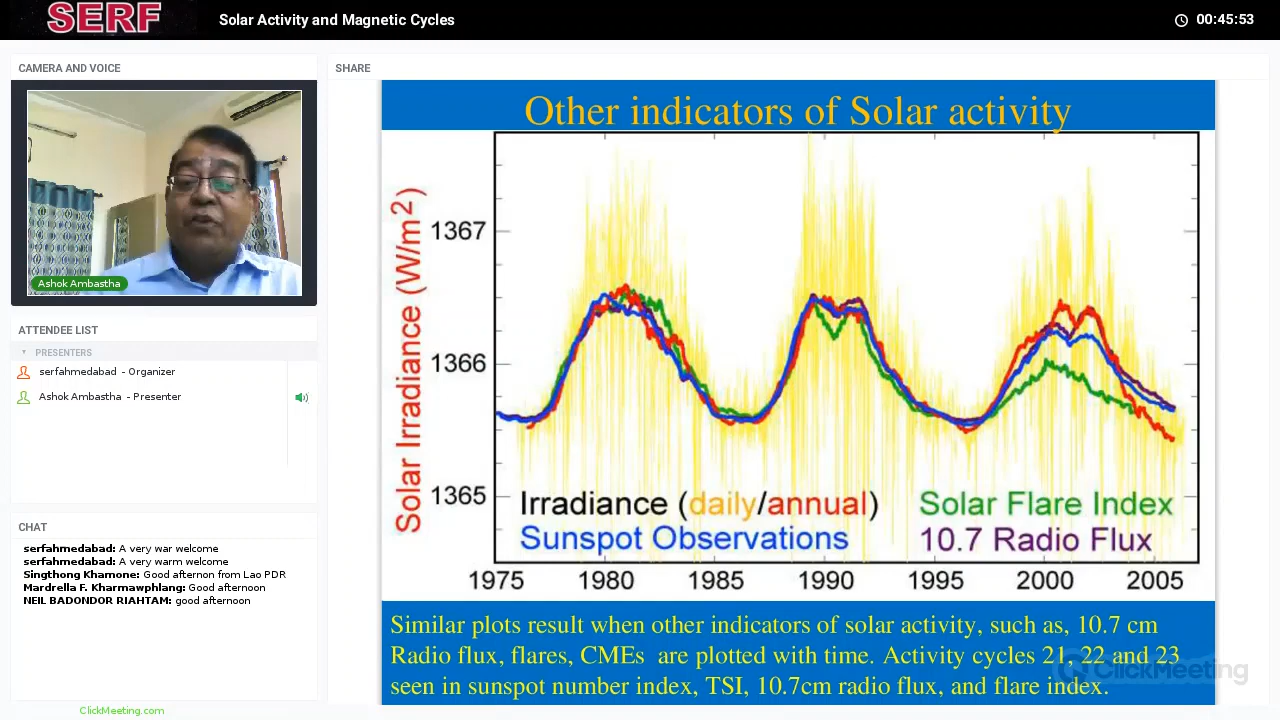 SERF
Solar Activity and Magnetic Cycles
00:45:53
CAMERA AND VOICE
Ashok Ambastha
ATTENDEE LIST
PRESENTERS
serfahmedabad - Organizer
Ashok Ambastha - Presenter
CHAT
serfahmedabad: A very war welcome
serfahmedabad: A very warm welcome
Singthong Khamone: Good afternon from Lao PDR
Mardrella F. Kharmawphlang: Good afternoon
NEIL BADONDOR RIAHTAM: good afternoon
ClickMeeting.com
SHARE
Other indicators of Solar activity
Solar Irradiance (W/m2)
1367
1366
1365
Irradiance (daily/annual)
Sunspot Observations
Solar Flare Index
10.7 Radio Flux
1975 1980 1985 1990 1995 2000 2005
Similar plots result when other indicators of solar activity, such as, 10.7 cm
Radio flux, flares, CMEs are plotted with time. Activity cycles 21, 22 and 23
seen in sunspot number index, TSI, 10.7cm radio flux, and flare index.
ClickMeeting